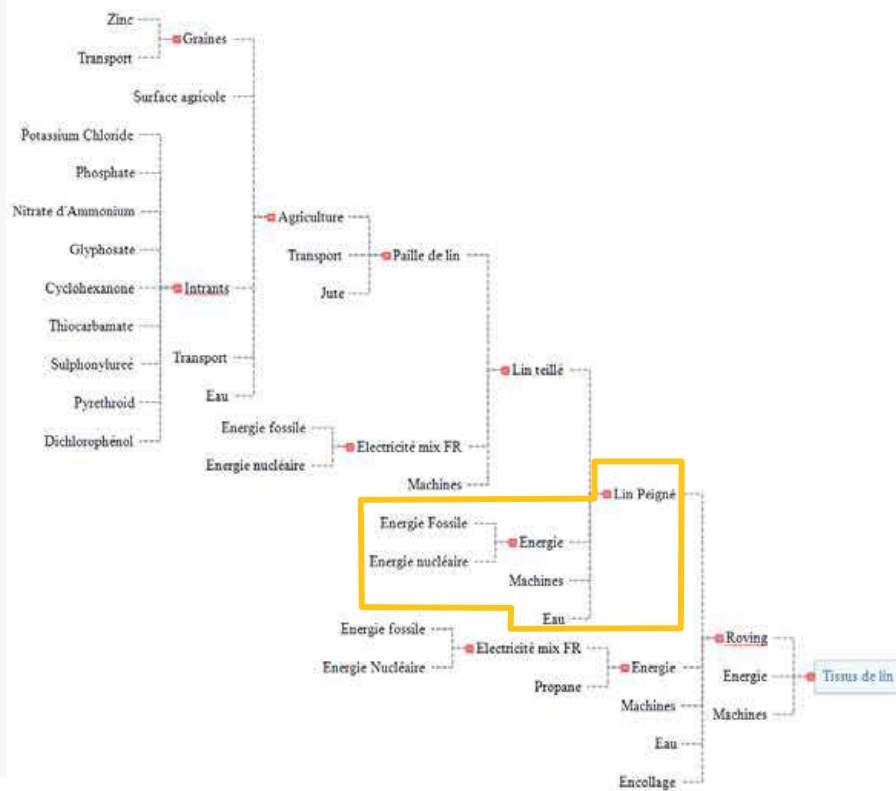 Zinc
Graines
Transport
Surface agricole
Potassium Chloride
Phosphate
Nitrate d'Ammonium
Agriculture
Glyphosate
Transport
Paille de lin
Cyclohexanone
Intrants
Jute
Thiocarbamate
Transport
Sulphonylureé
Lin teillé
Eau
Pyrethroid
Energie fossile
Dichlorophénol
Electricité mix FR
Energie nucléaire
Machines
Lin Peigné
Energie Fossile
Energie
Energie nucléaire
Machines
Eau
Energie fossile
Roving
Electricité mix FR
Energie Nucléaire
Energie
Energie
Tissus de lin
Propane
Machines
Machines
Eau
Encollage